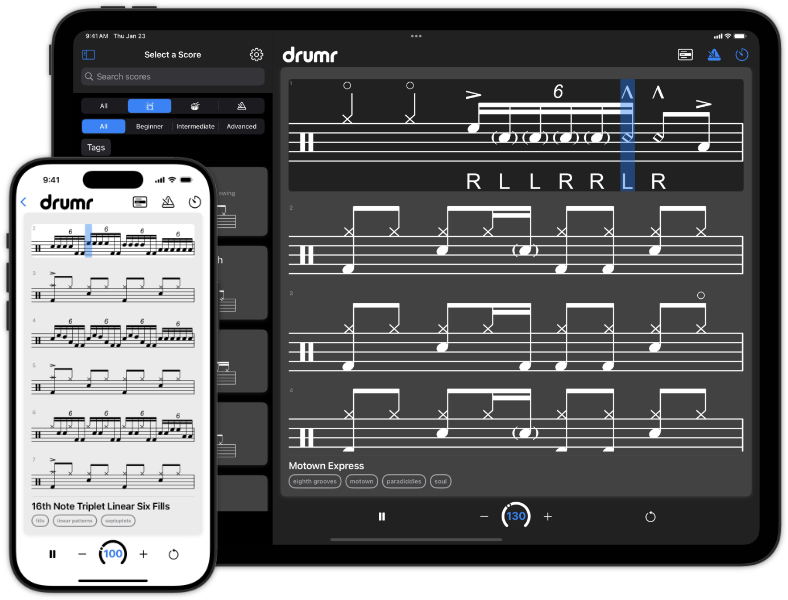 9:41 AM Thu Jan 23
Select a Score
Search scores
All
All Beginner Intermediate Advanced
Tags
swing
h
drumr
1
6
R L L R R L R
2
3
4
Motown Express
eighth grooves motown paradiddles soul
130
9:41
drumr
2
6 6 6 6
3
4
6 6 6 6
5
6
6 6 6 6
7
16th Note Triplet Linear Six Fills
fills linear patterns sextuplets
100